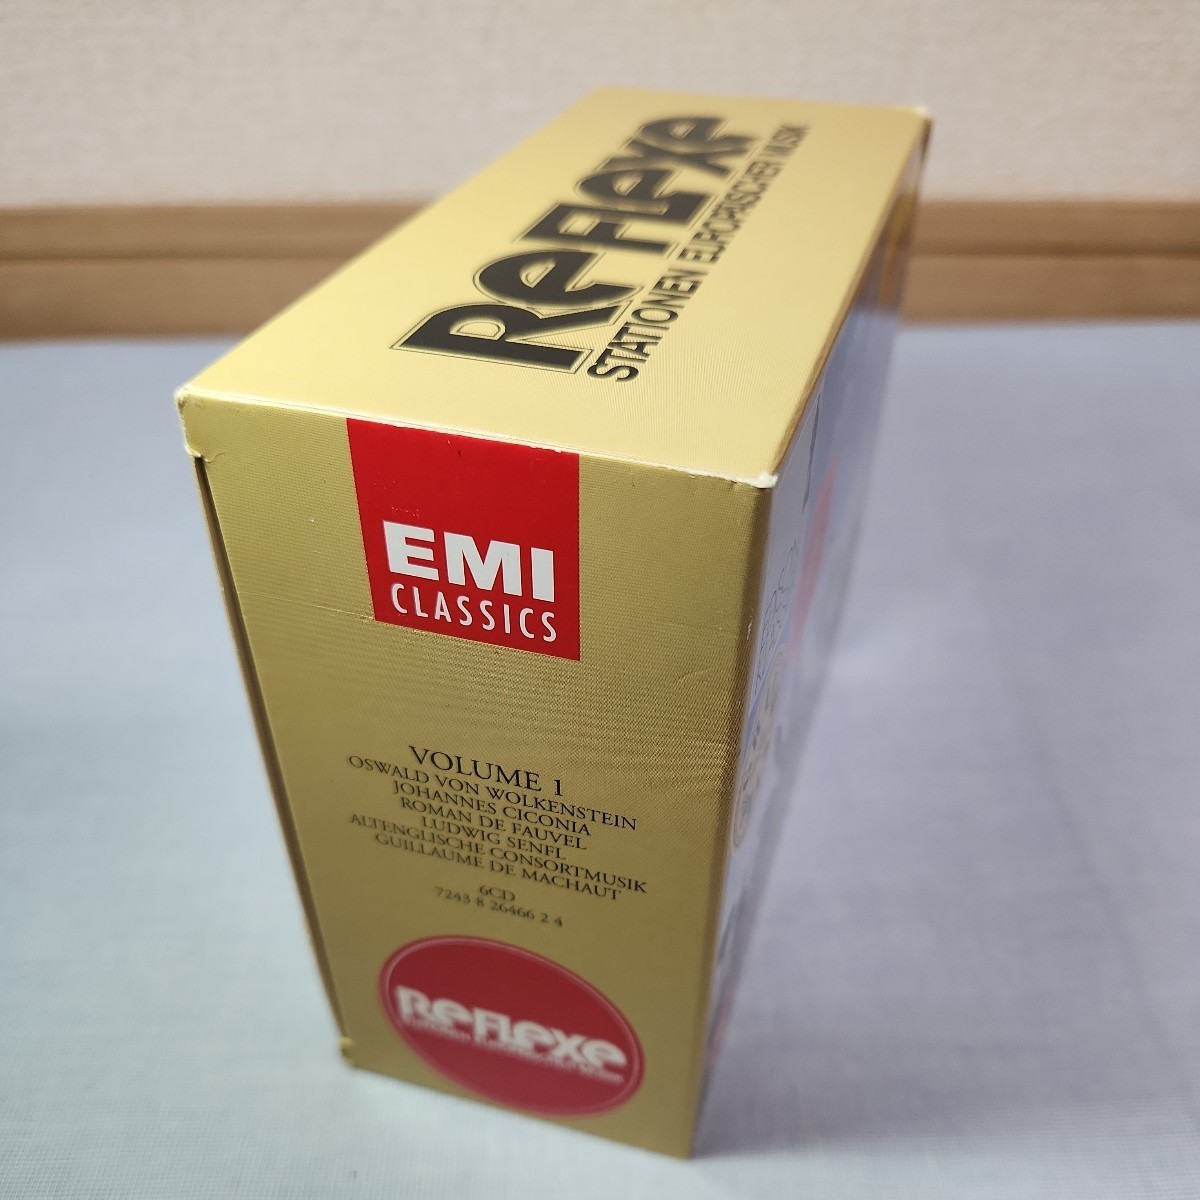 ReFLexe
STATIONEN EUROPÄISCHER MUSIK
EMI
CLASSICS
VOLUME 1
OSWALD VON WOLKENSTEIN
JOHANNES CICONIA
ROMAN DE FAUVEL
LUDWIG SENFL
ALTENGLISCHE CONSORTMUSIK
GUILLAUME DE MACHAUT
6CD
7243 8 26466 2 4
ReFLexe